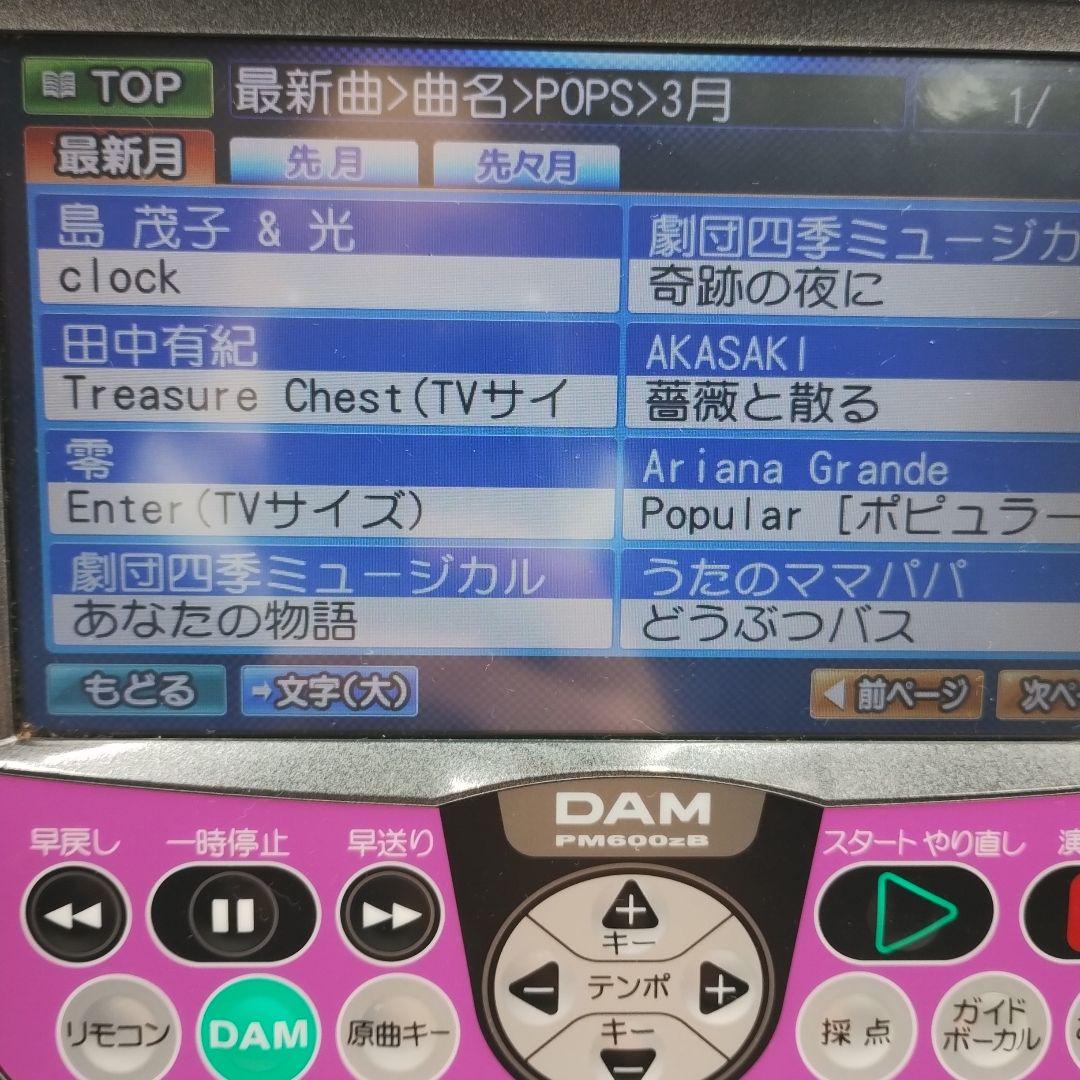 TOP
最新曲>曲名>POPS>3月
1/
最新月
先月
先々月
島 茂子 & 光
clock
田中有紀
Treasure Chest(TVサイ
零
Enter(TVサイズ)
劇団四季ミュージカル
あなたの物語
劇団四季ミュージカ
奇跡の夜に
AKASAKI
薔薇と散る
Ariana Grande
Popular [ポピュラー
うたのママパパ
どうぶつバス
もどる
➡文字(大)
◀前ページ
次ペ
DAM
PM600zB
早戻し
一時停止
早送り
スタート やり直し
演
+
キー
- テンポ +
キー
-
リモコン
DAM
原曲キー
採点
ガイド
ボーカル